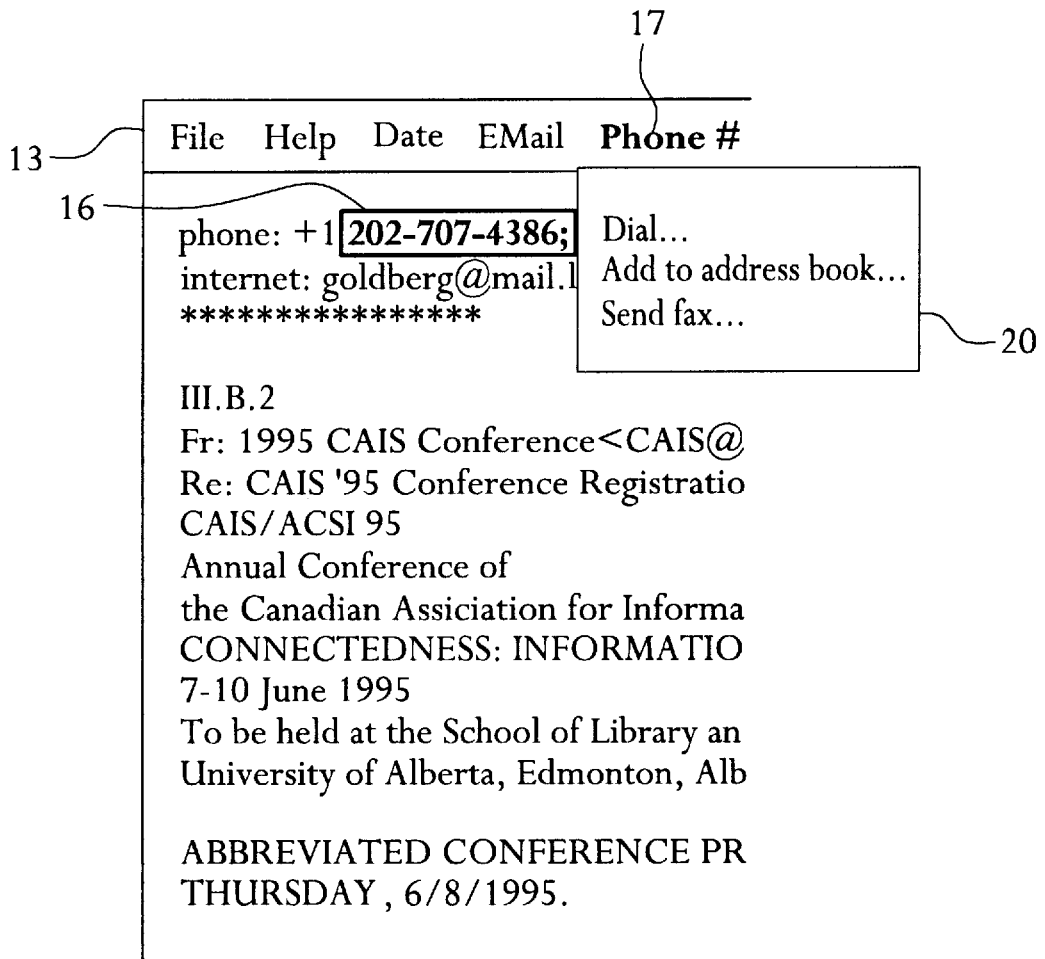 17
13
File Help Date EMail Phone #
16
phone: +1 202-707-4386;
internet: goldberg@mail.l
****************
Dial...
Add to address book...
Send fax...
20
III.B.2
Fr: 1995 CAIS Conference<CAIS@
Re: CAIS '95 Conference Registratio
CAIS/ACSI 95
Annual Conference of
the Canadian Assiciation for Informa
CONNECTEDNESS: INFORMATIO
7-10 June 1995
To be held at the School of Library an
University of Alberta, Edmonton, Alb
ABBREVIATED CONFERENCE PR
THURSDAY , 6/8/1995.